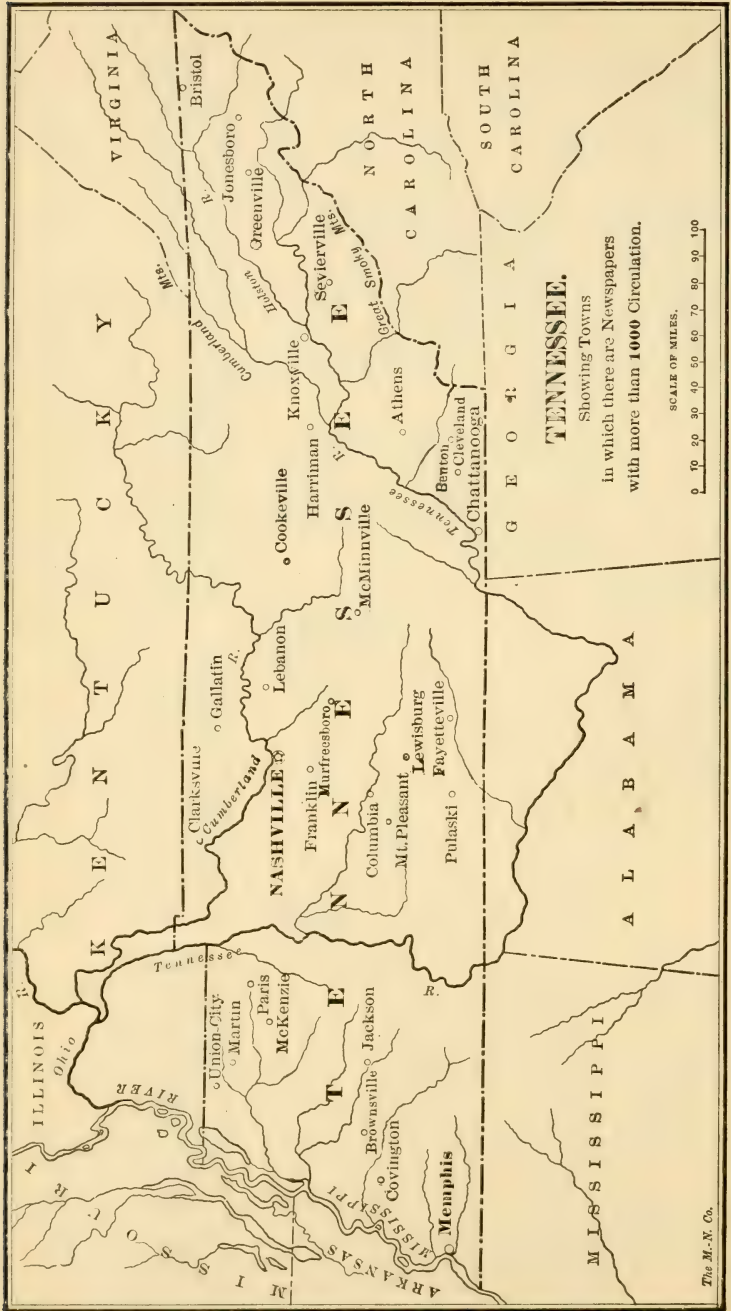 TENNESSEE.
Showing Towns
in which there are Newspapers
with more than 1000 Circulation.
SCALE OF MILES.
0 10 20 30 40 50 60 70 80 90 100
ILLINOIS
Ohio
R.
KENTUCKY
VIRGINIA
MISSOURI
RIVER
MISSISSIPPI
ARKANSAS
TENNESSEE
NORTH
CAROLINA
SOUTH
CAROLINA
GEORGIA
ALABAMA
MISSISSIPPI
Tennessee
R.
Cumberland
R.
Cumberland
Mts.
Holston
R.
Great Smoky Mts.
Tennessee
R.
Union City
Martin
Paris
McKenzie
Jackson
Brownsville
Covington
Memphis
Clarksville
Gallatin
Lebanon
NASHVILLE
Franklin
Murfreesboro
Columbia
Mt. Pleasant
Lewisburg
Fayetteville
Pulaski
McMinnville
Cookeville
Harriman
Knoxville
Sevierville
Greenville
Jonesboro
Bristol
Athens
Benton
Cleveland
Chattanooga
The M.-N. Co.